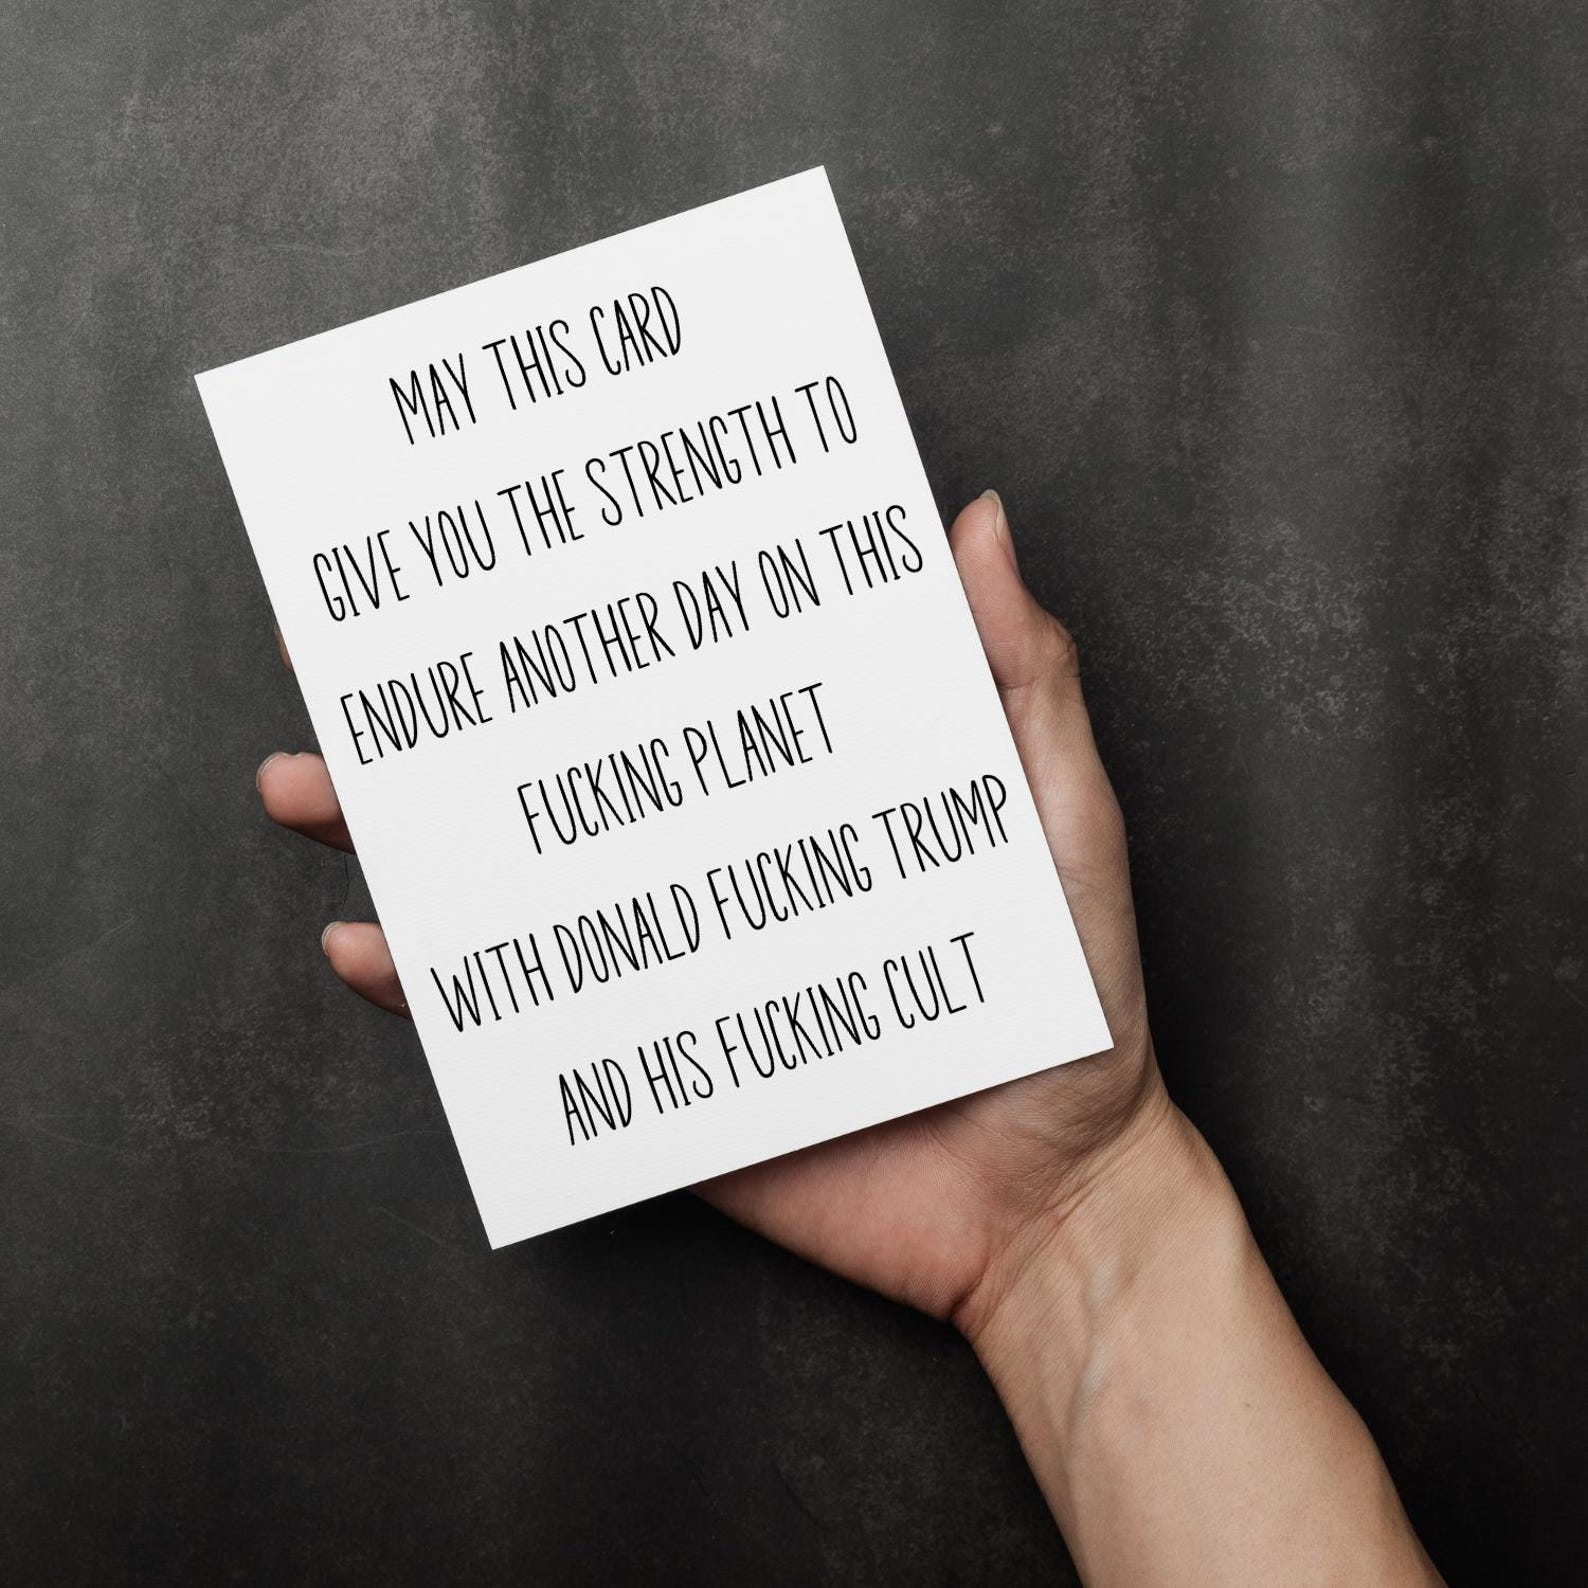 MAY THIS CARD
GIVE YOU THE STRENGTH TO
ENDURE ANOTHER DAY ON THIS
FUCKING PLANET
WITH DONALD FUCKING TRUMP
AND HIS FUCKING CULT